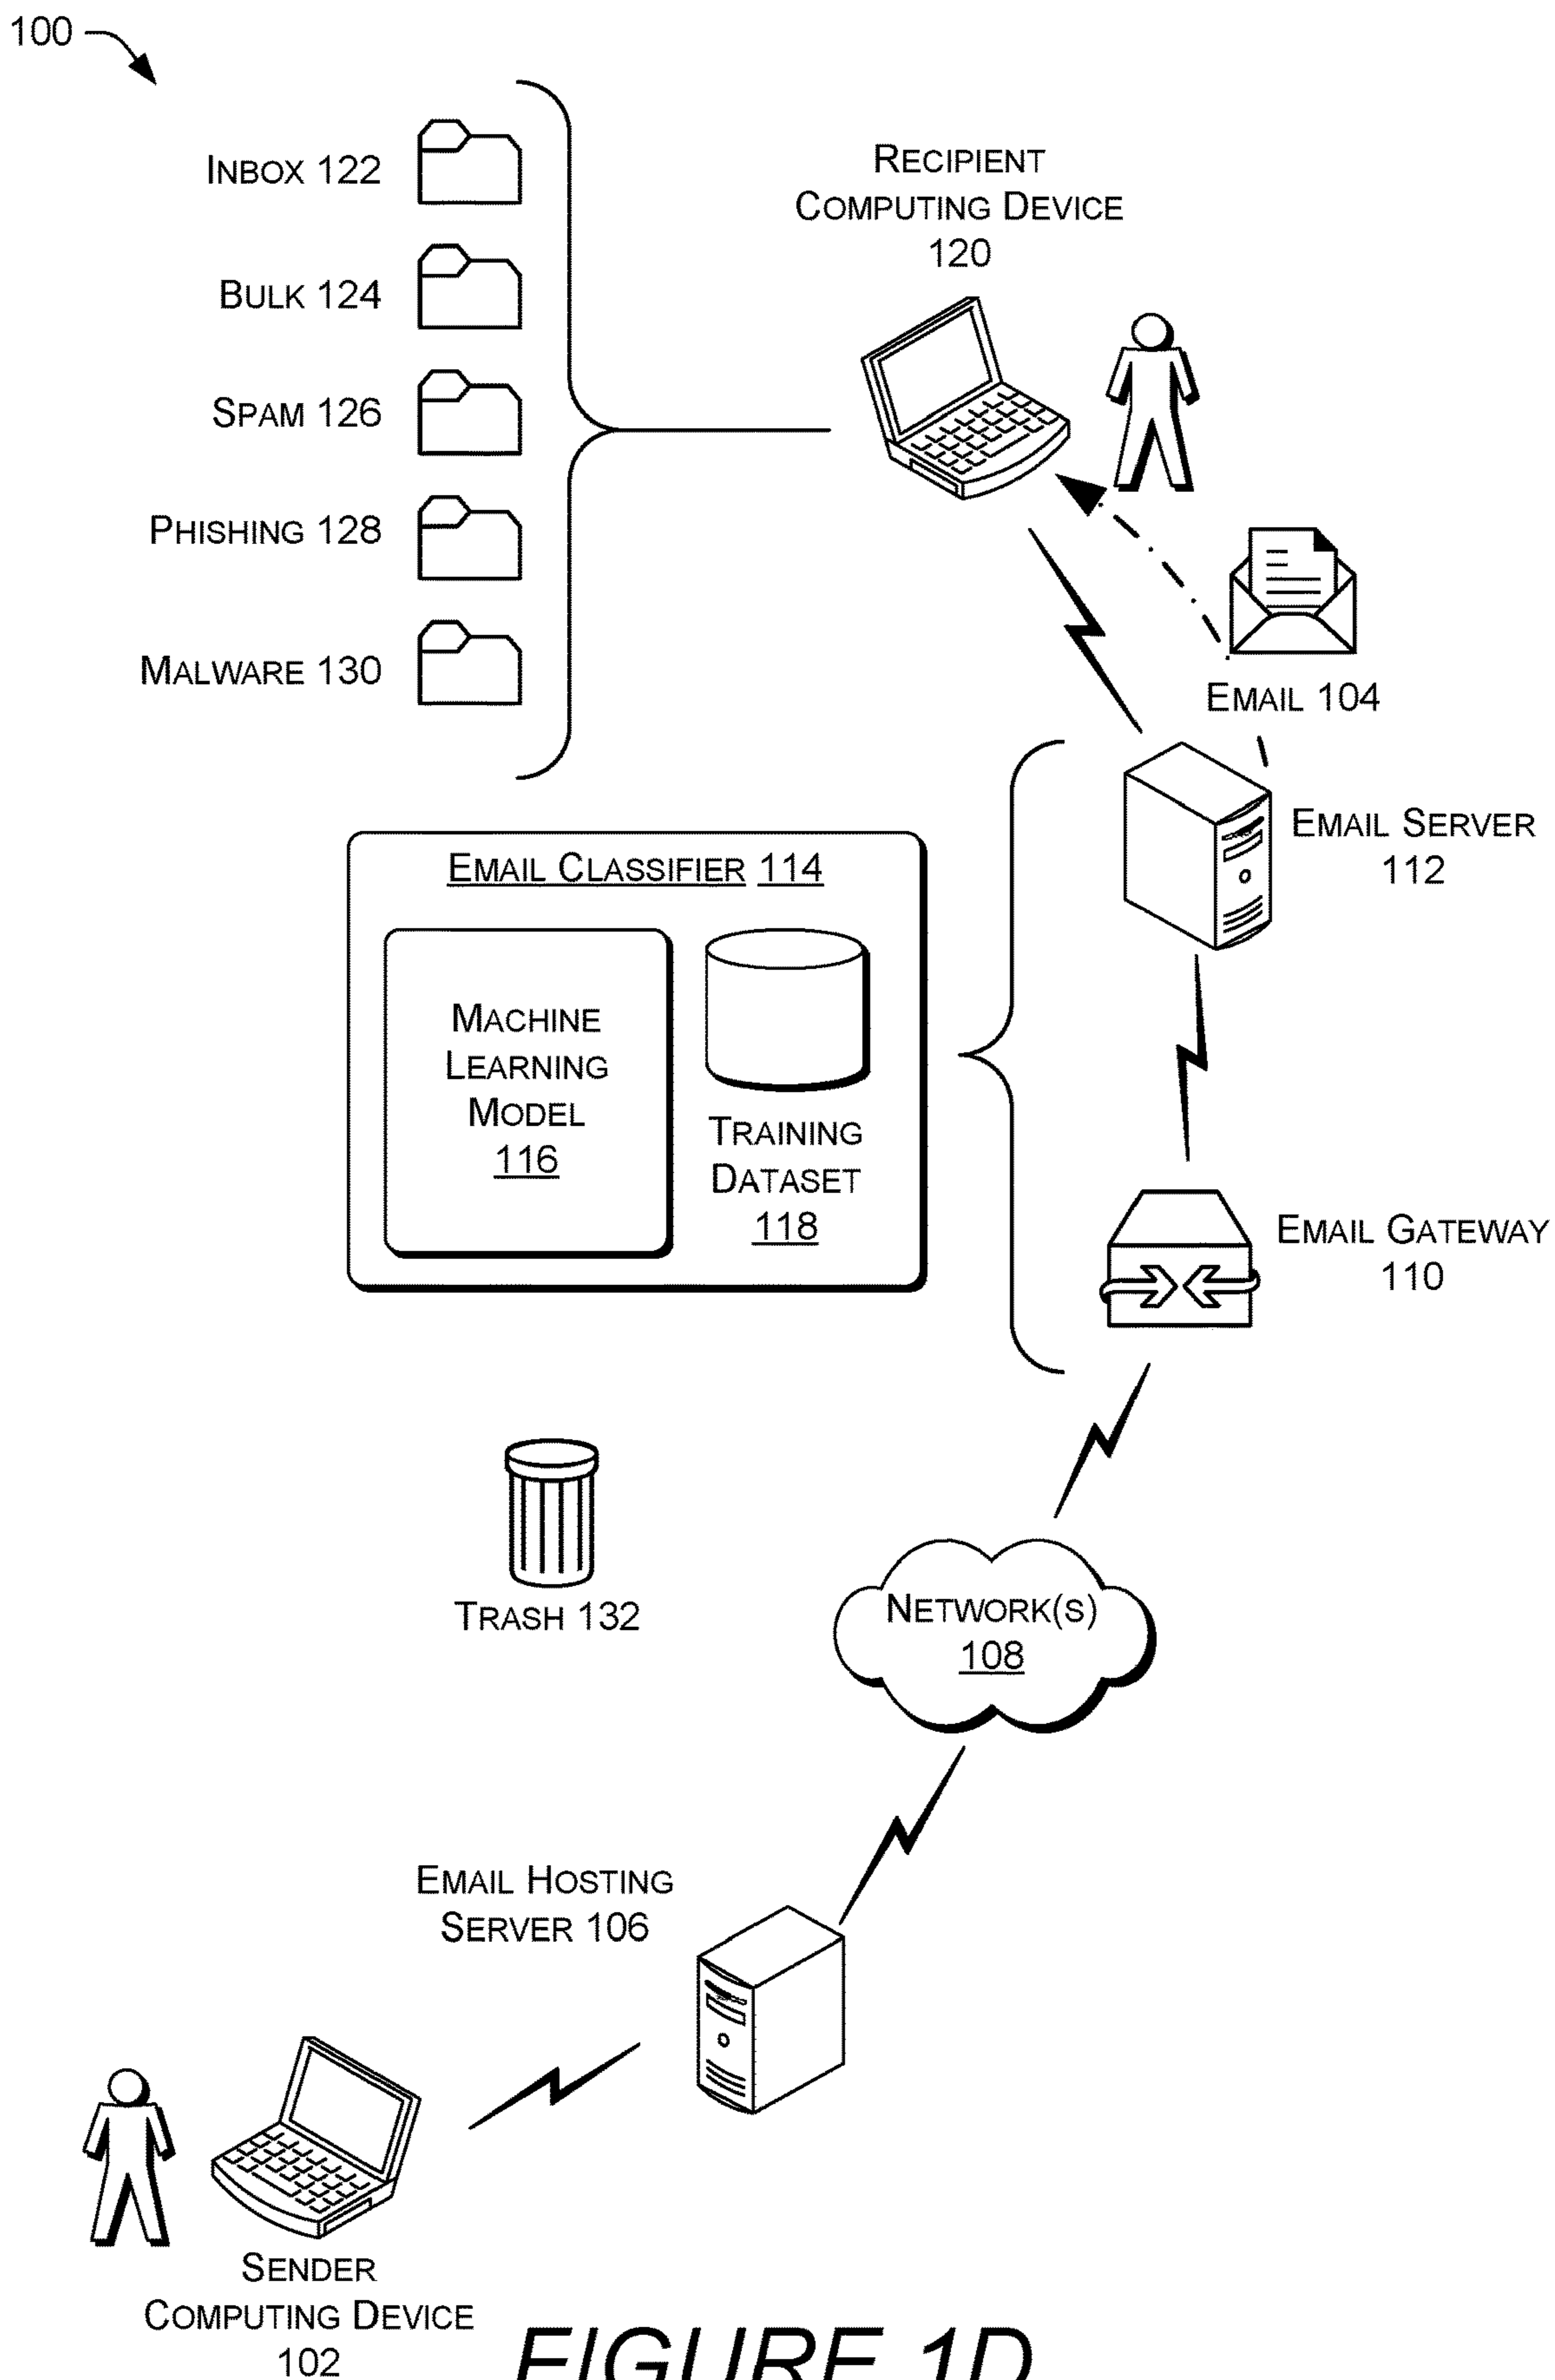 100
INBOX 122
BULK 124
SPAM 126
PHISHING 128
MALWARE 130
RECIPIENT
COMPUTING DEVICE
120
EMAIL 104
EMAIL SERVER
112
EMAIL CLASSIFIER 114
MACHINE
LEARNING
MODEL
116
TRAINING
DATASET
118
EMAIL GATEWAY
110
TRASH 132
NETWORK(S)
108
EMAIL HOSTING
SERVER 106
SENDER
COMPUTING DEVICE
102
FIGURE 1D